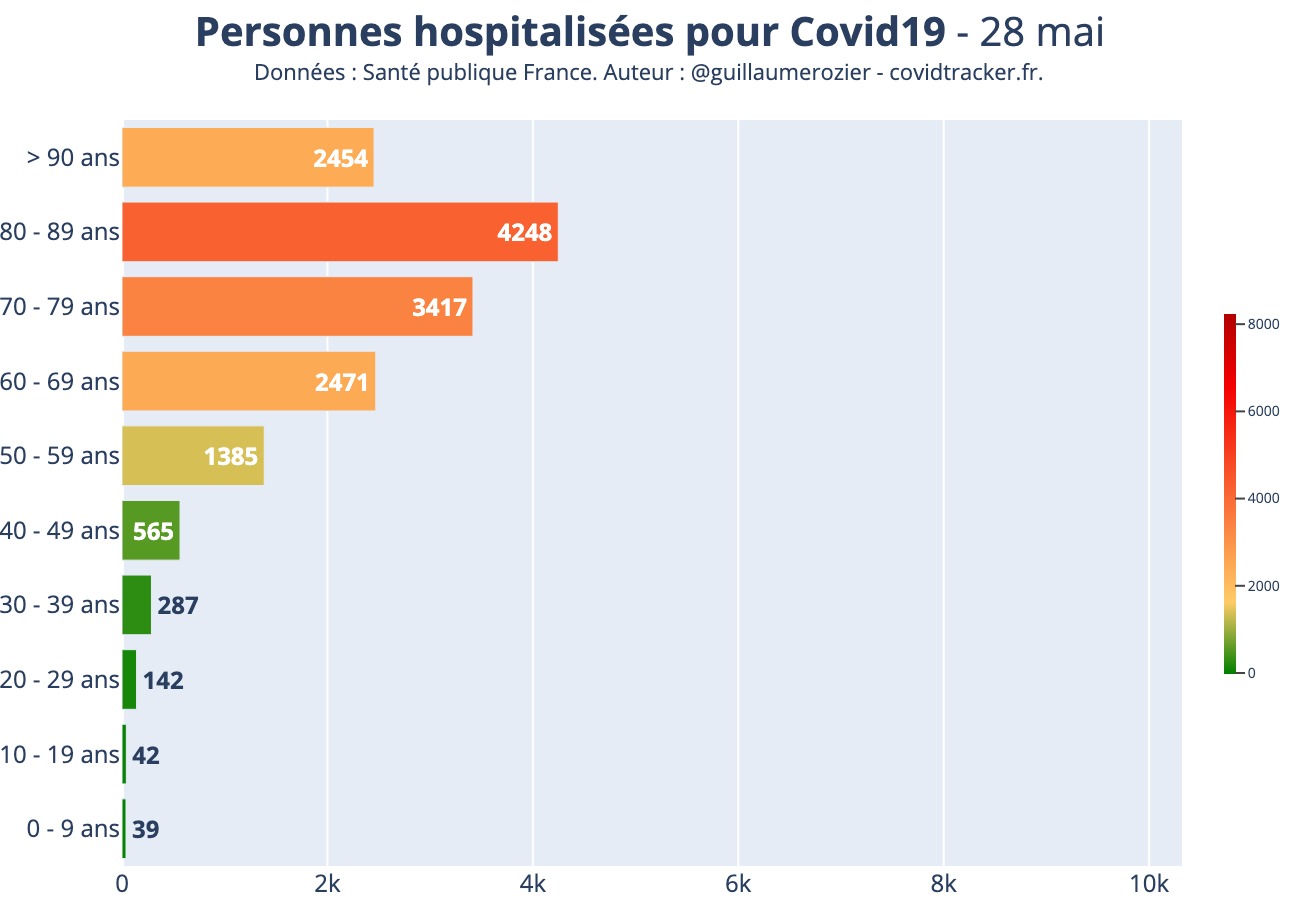 Personnes hospitalisées pour Covid19 - 28 mai
Données : Santé publique France. Auteur : @guillaumerozier - covidtracker.fr.
> 90 ans 2454
80 - 89 ans 4248
70 - 79 ans 3417
60 - 69 ans 2471
50 - 59 ans 1385
40 - 49 ans 565
30 - 39 ans 287
20 - 29 ans 142
10 - 19 ans 42
0 - 9 ans 39
0 2k 4k 6k 8k 10k
8000
6000
4000
2000
0